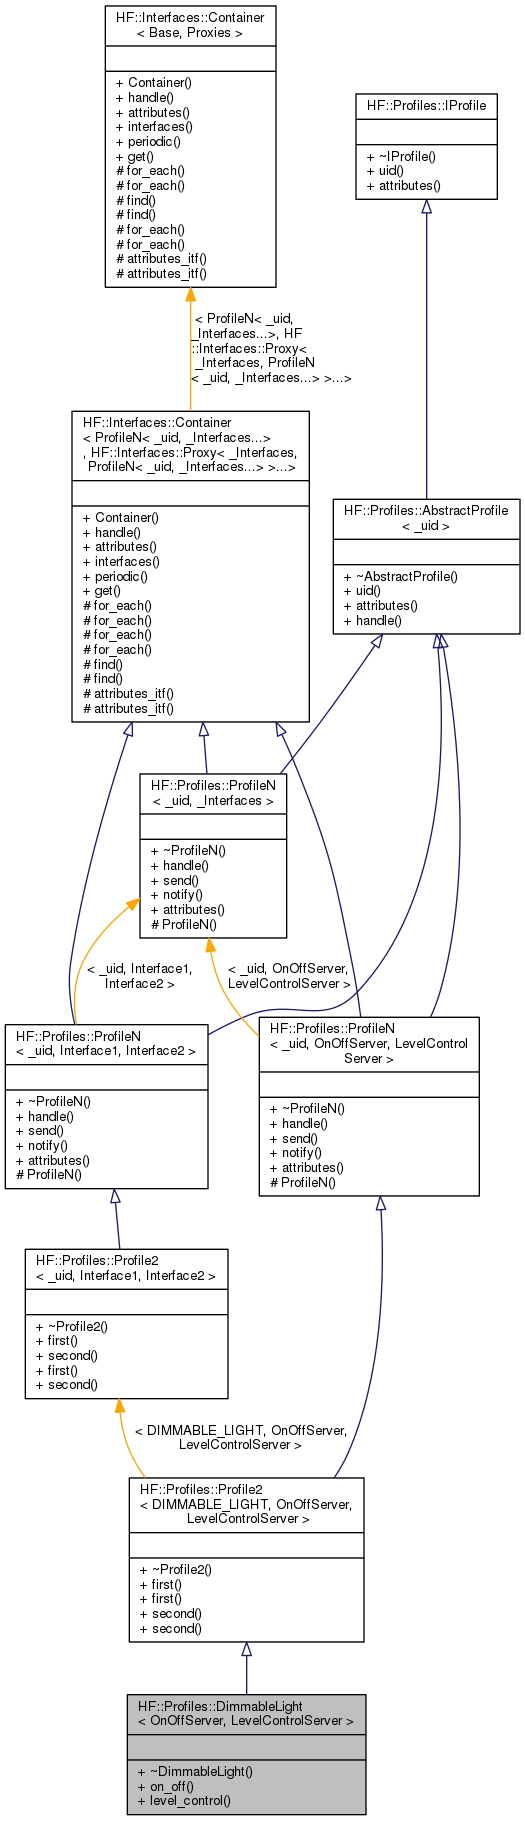 HF::Interfaces::Container
< Base, Proxies >
+ Container()
+ handle()
+ attributes()
+ interfaces()
+ periodic()
+ get()
# for_each()
# for_each()
# find()
# find()
# for_each()
# for_each()
# attributes_itf()
# attributes_itf()
HF::Profiles::IProfile
+ ~IProfile()
+ uid()
+ attributes()
< ProfileN< _uid,
_Interfaces...>, HF
::Interfaces::Proxy<
_Interfaces, ProfileN
< _uid, _Interfaces...> >...>
HF::Interfaces::Container
< ProfileN< _uid, _Interfaces...>
, HF::Interfaces::Proxy< _Interfaces,
ProfileN< _uid, _Interfaces...> >...>
+ Container()
+ handle()
+ attributes()
+ interfaces()
+ periodic()
+ get()
# for_each()
# for_each()
# for_each()
# for_each()
# find()
# find()
# attributes_itf()
# attributes_itf()
HF::Profiles::AbstractProfile
< _uid >
+ ~AbstractProfile()
+ uid()
+ attributes()
+ handle()
HF::Profiles::ProfileN
< _uid, _Interfaces >
+ ~ProfileN()
+ handle()
+ send()
+ notify()
+ attributes()
# ProfileN()
< _uid, Interface1,
Interface2 >
< _uid, OnOffServer,
LevelControlServer >
HF::Profiles::ProfileN
< _uid, Interface1, Interface2 >
+ ~ProfileN()
+ handle()
+ send()
+ notify()
+ attributes()
# ProfileN()
HF::Profiles::ProfileN
< _uid, OnOffServer, LevelControl
Server >
+ ~ProfileN()
+ handle()
+ send()
+ notify()
+ attributes()
# ProfileN()
HF::Profiles::Profile2
< _uid, Interface1, Interface2 >
+ ~Profile2()
+ first()
+ second()
+ first()
+ second()
< DIMMABLE_LIGHT, OnOffServer,
LevelControlServer >
HF::Profiles::Profile2
< DIMMABLE_LIGHT, OnOffServer,
LevelControlServer >
+ ~Profile2()
+ first()
+ first()
+ second()
+ second()
HF::Profiles::DimmableLight
< OnOffServer, LevelControlServer >
+ ~DimmableLight()
+ on_off()
+ level_control()